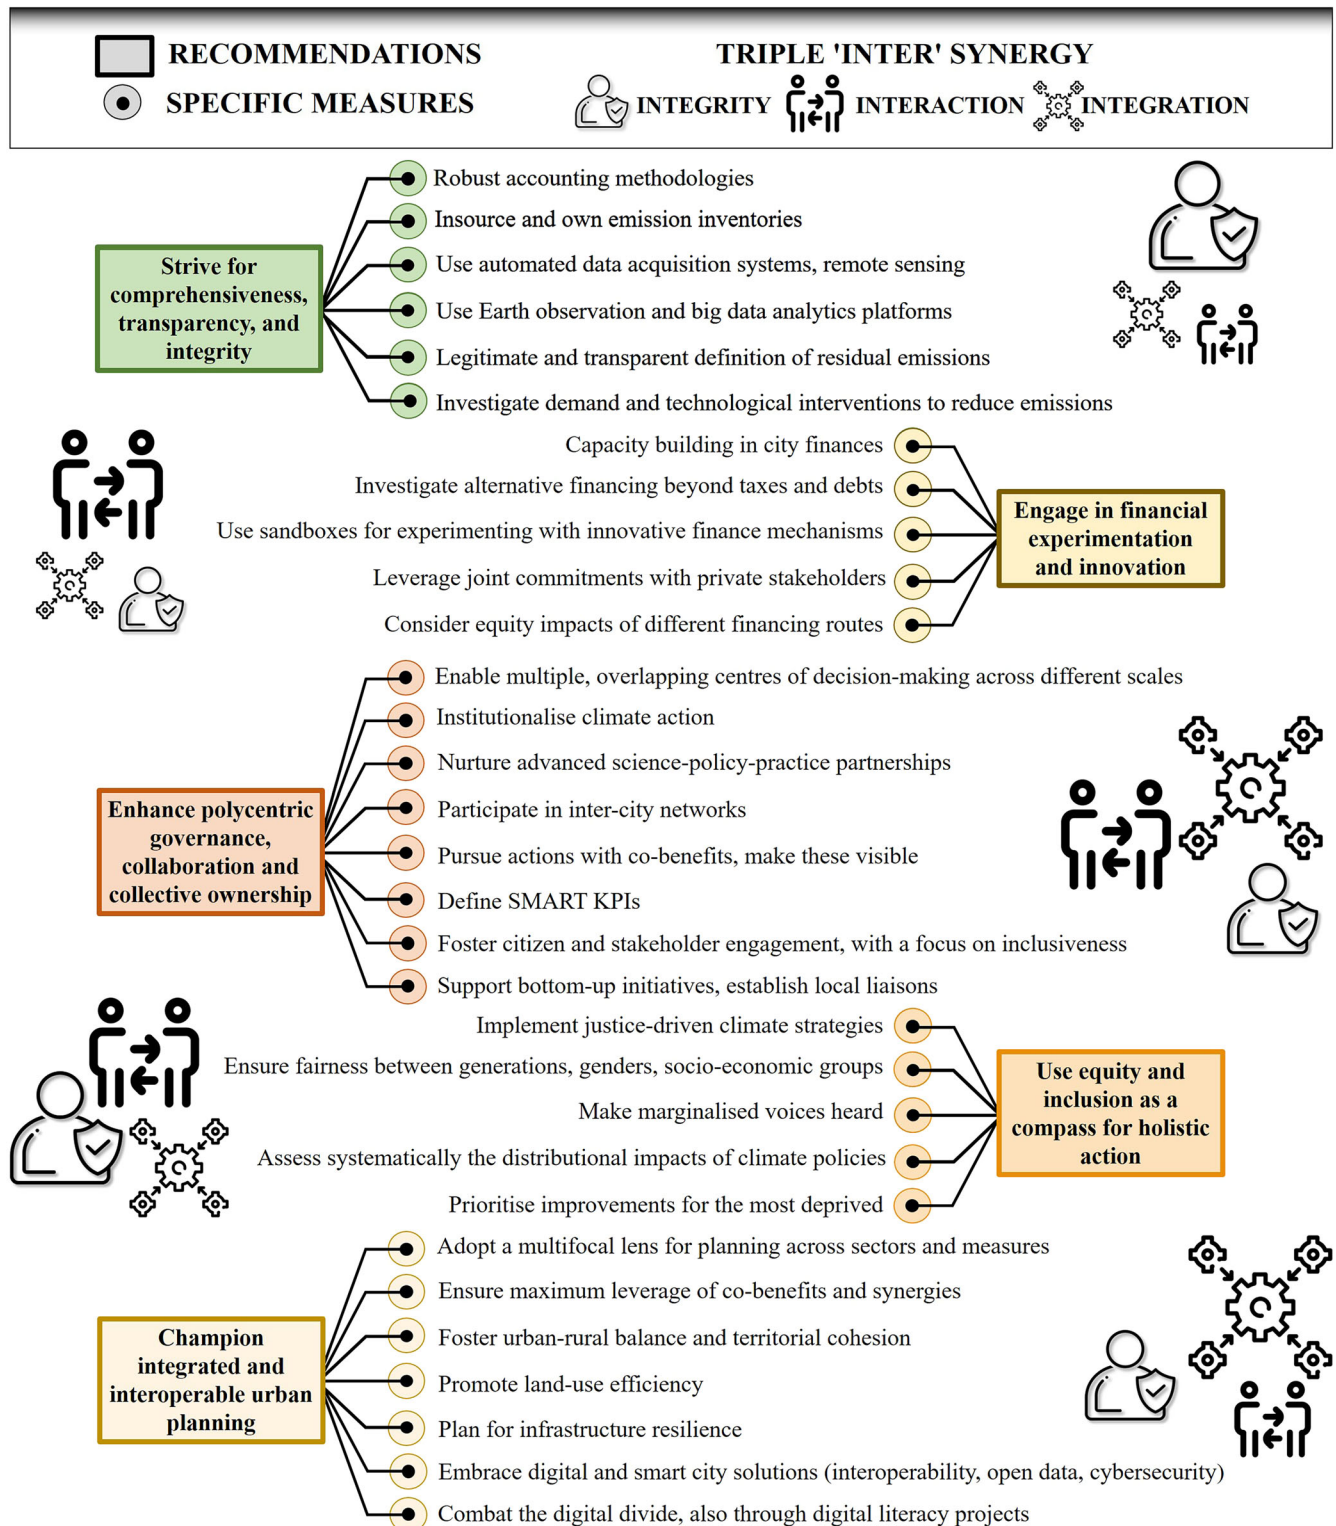 RECOMMENDATIONS
SPECIFIC MEASURES
TRIPLE 'INTER' SYNERGY
INTEGRITY
INTERACTION
INTEGRATION
Strive for
comprehensiveness,
transparency, and
integrity
Robust accounting methodologies
Insource and own emission inventories
Use automated data acquisition systems, remote sensing
Use Earth observation and big data analytics platforms
Legitimate and transparent definition of residual emissions
Investigate demand and technological interventions to reduce emissions
Capacity building in city finances
Investigate alternative financing beyond taxes and debts
Use sandboxes for experimenting with innovative finance mechanisms
Leverage joint commitments with private stakeholders
Consider equity impacts of different financing routes
Engage in financial
experimentation
and innovation
Enhance polycentric
governance,
collaboration and
collective ownership
Enable multiple, overlapping centres of decision-making across different scales
Institutionalise climate action
Nurture advanced science-policy-practice partnerships
Participate in inter-city networks
Pursue actions with co-benefits, make these visible
Define SMART KPIs
Foster citizen and stakeholder engagement, with a focus on inclusiveness
Support bottom-up initiatives, establish local liaisons
Implement justice-driven climate strategies
Ensure fairness between generations, genders, socio-economic groups
Make marginalised voices heard
Assess systematically the distributional impacts of climate policies
Prioritise improvements for the most deprived
Use equity and
inclusion as a
compass for holistic
action
Champion
integrated and
interoperable urban
planning
Adopt a multifocal lens for planning across sectors and measures
Ensure maximum leverage of co-benefits and synergies
Foster urban-rural balance and territorial cohesion
Promote land-use efficiency
Plan for infrastructure resilience
Embrace digital and smart city solutions (interoperability, open data, cybersecurity)
Combat the digital divide, also through digital literacy projects